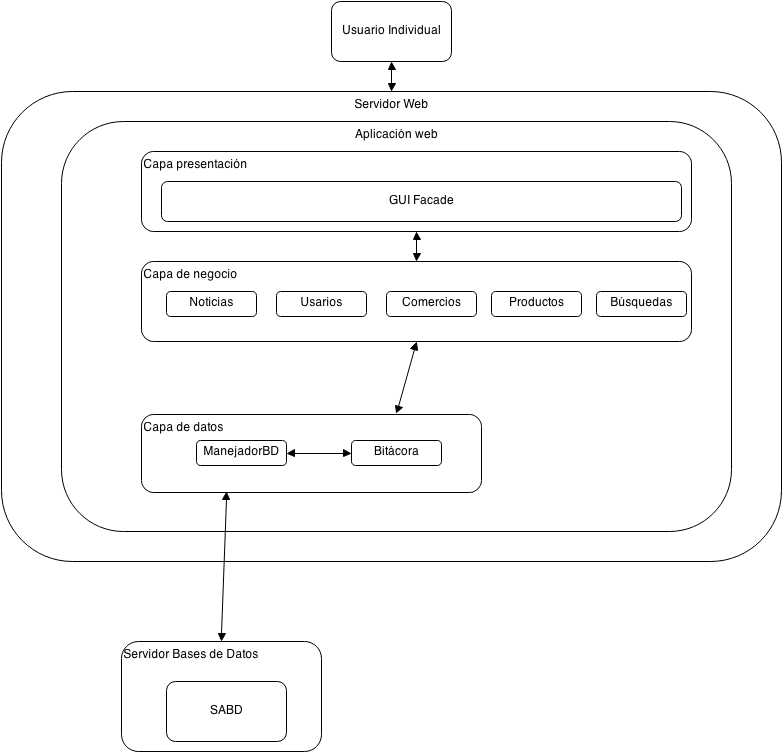 Usuario Individual
Servidor Web
Aplicación web
Capa presentación
GUI Facade
Capa de negocio
Noticias
Usarios
Comercios
Productos
Búsquedas
Capa de datos
ManejadorBD
Bitácora
Servidor Bases de Datos
SABD